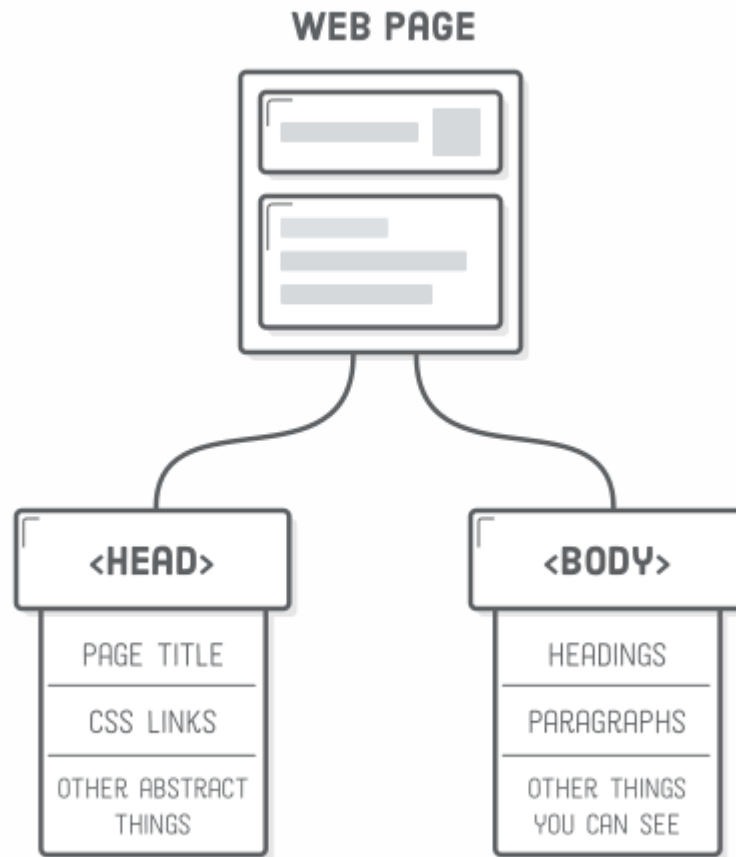 WEB PAGE
<HEAD>
PAGE TITLE
CSS LINKS
OTHER ABSTRACT
THINGS
<BODY>
HEADINGS
PARAGRAPHS
OTHER THINGS
YOU CAN SEE